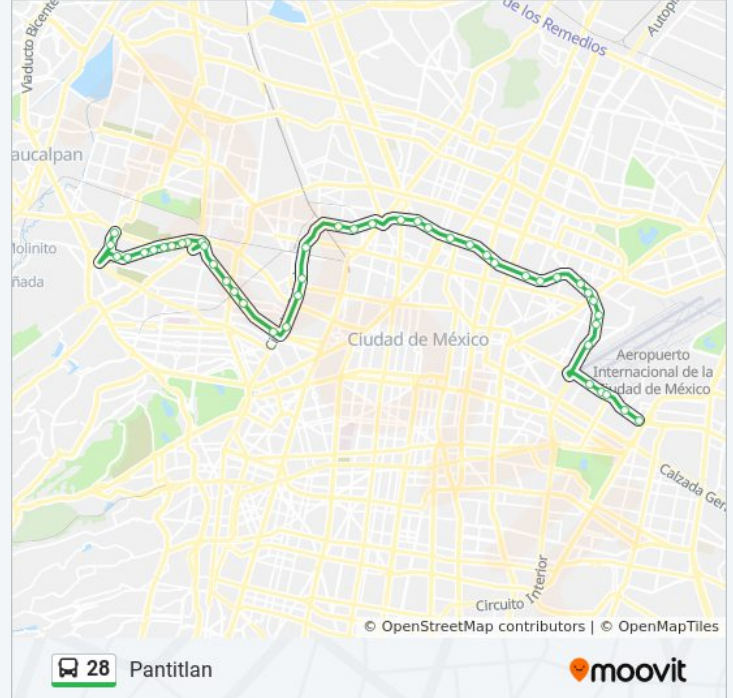 de los Remedios
Autopi
Viaducto Bicente
aucalpan
Molinito
ñada
C
Ciudad de México
Aeropuerto
Internacional de la
Ciudad de México
Calzada Gen
Circuito Interior
© OpenStreetMap contributors | © OpenMapTiles
28 Pantitlan
moovit